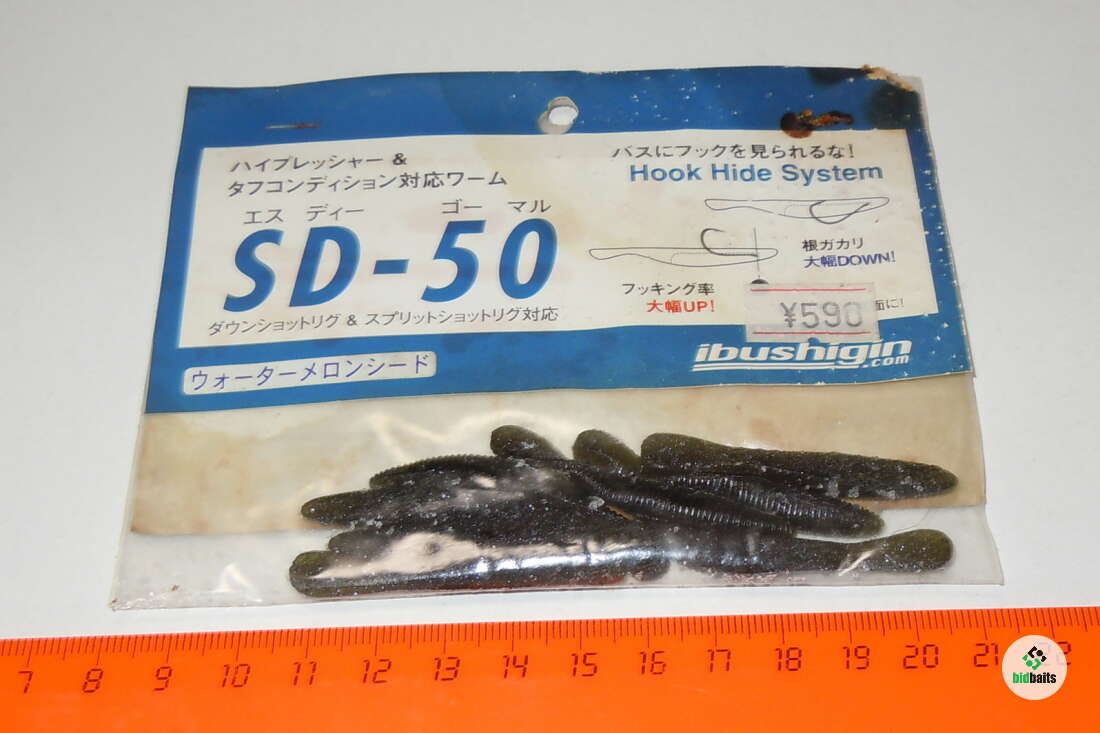 ハイプレッシャー &
タフコンディション対応ワーム
エス ディー ゴー マル
SD-50
ダウンショットリグ & スプリットショットリグ対応
ウォーターメロンシード
バスにフックを見られるな!
Hook Hide System
根ガカリ
大幅DOWN!
フッキング率
大幅UP!
¥590
面に!
ibushigin
.com
7 8 9 10 11 12 13 14 15 16 17 18 19 20 21 22
bidbaits